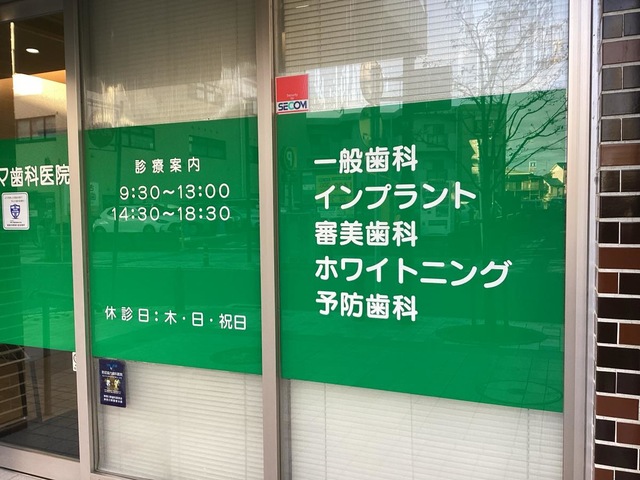 マ歯科医院
診療案内
9:30〜13:00
14:30〜18:30
休診日：木・日・祝日
SECOM
一般歯科
インプラント
審美歯科
ホワイトニング
予防歯科